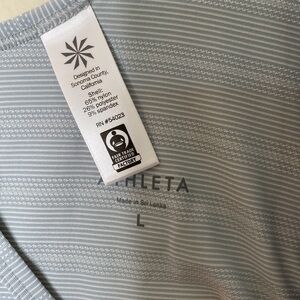 Designed in
Sonoma County,
California
Shell:
65% nylon
26% polyester
9% spandex
RN #54023
FAIR TRADE
CERTIFIED
FACTORY
ATHLETA
Made in Sri Lanka
L